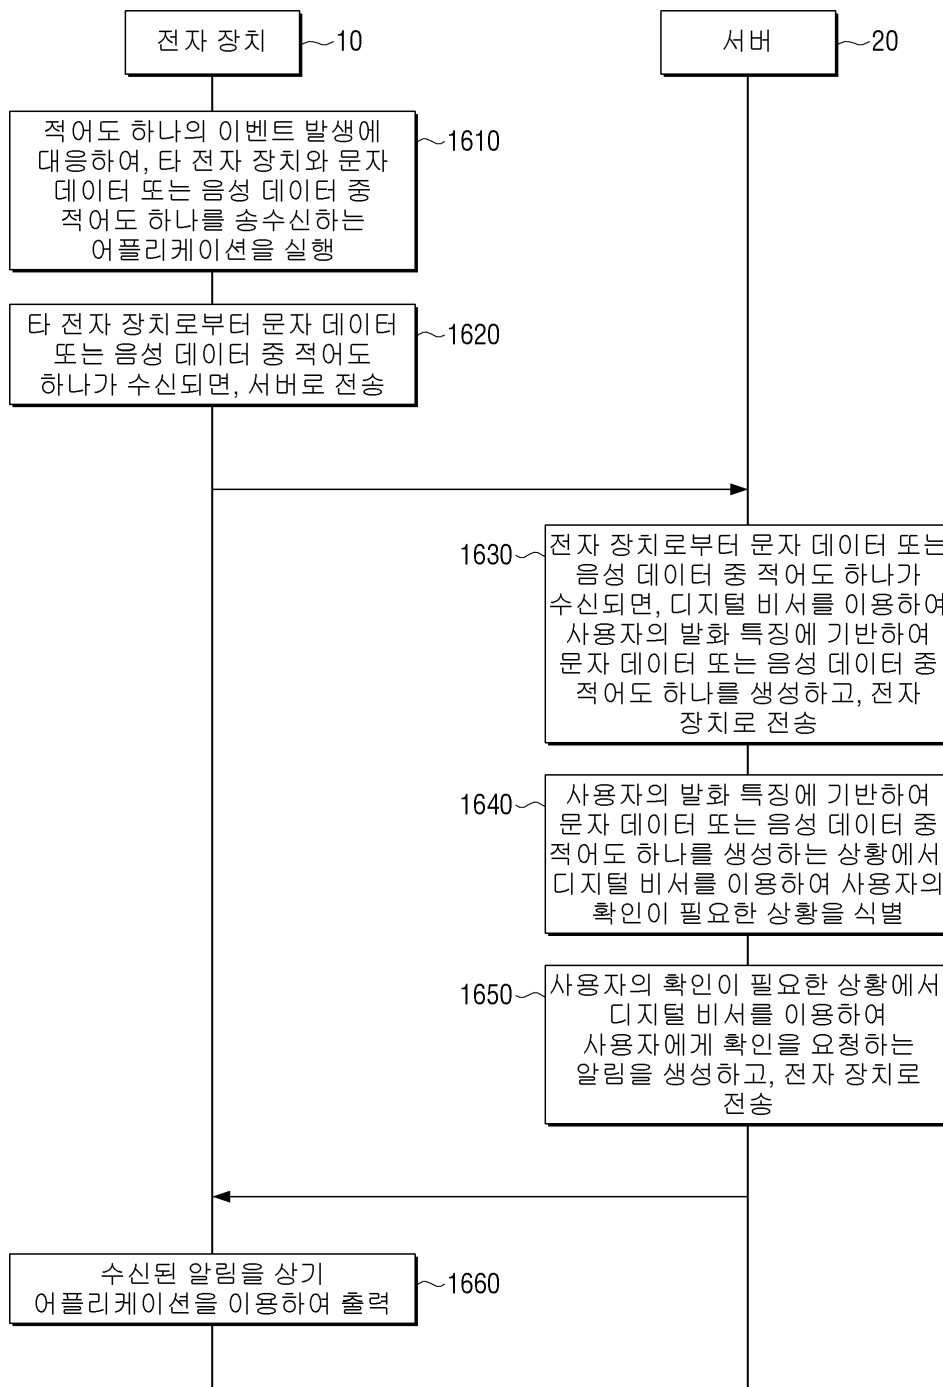 전자 장치
10
서버
20
적어도 하나의 이벤트 발생에
대응하여, 타 전자 장치와 문자
데이터 또는 음성 데이터 중
적어도 하나를 송수신하는
어플리케이션을 실행
1610
타 전자 장치로부터 문자 데이터
또는 음성 데이터 중 적어도
하나가 수신되면, 서버로 전송
1620
1630
전자 장치로부터 문자 데이터 또는
음성 데이터 중 적어도 하나가
수신되면, 디지털 비서를 이용하여
사용자의 발화 특징에 기반하여
문자 데이터 또는 음성 데이터 중
적어도 하나를 생성하고, 전자
장치로 전송
1640
사용자의 발화 특징에 기반하여
문자 데이터 또는 음성 데이터 중
적어도 하나를 생성하는 상황에서
디지털 비서를 이용하여 사용자의
확인이 필요한 상황을 식별
1650
사용자의 확인이 필요한 상황에서
디지털 비서를 이용하여
사용자에게 확인을 요청하는
알림을 생성하고, 전자 장치로
전송
수신된 알림을 상기
어플리케이션을 이용하여 출력
1660